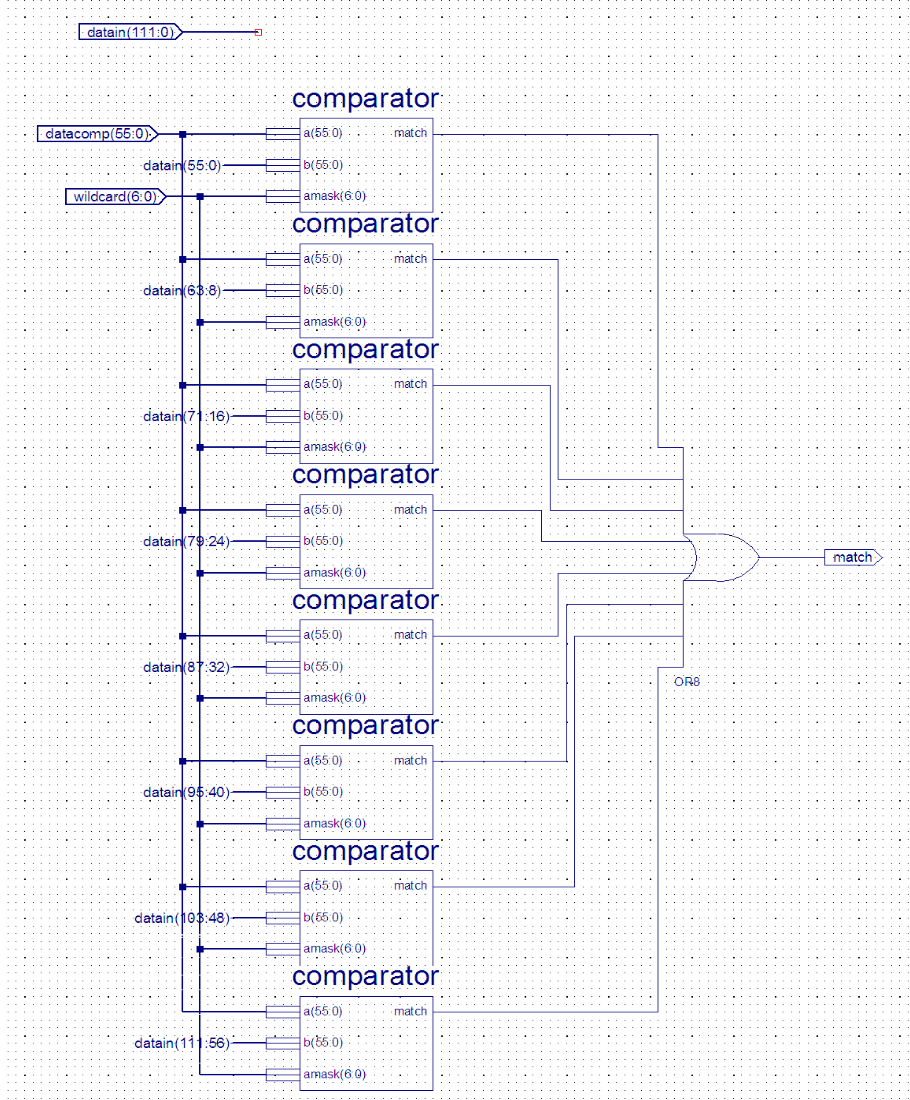 datain(111:0)
comparator
datacomp(55:0)
a(55:0)
match
datain(55:0)
b(55:0)
wildcard(6:0)
amask(6:0)
comparator
a(55:0)
match
datain(63:8)
b(55:0)
amask(6:0)
comparator
a(55:0)
match
datain(71:16)
b(55:0)
amask(6:0)
comparator
a(55:0)
match
datain(79:24)
b(55:0)
match
amask(6:0)
comparator
a(55:0)
match
datain(87:32)
b(55:0)
OR8
amask(6:0)
comparator
a(55:0)
match
datain(95:40)
b(55:0)
amask(6:0)
comparator
a(55:0)
match
datain(103:48)
b(55:0)
amask(6:0)
comparator
a(55:0)
match
datain(111:56)
b(55:0)
amask(6:0)